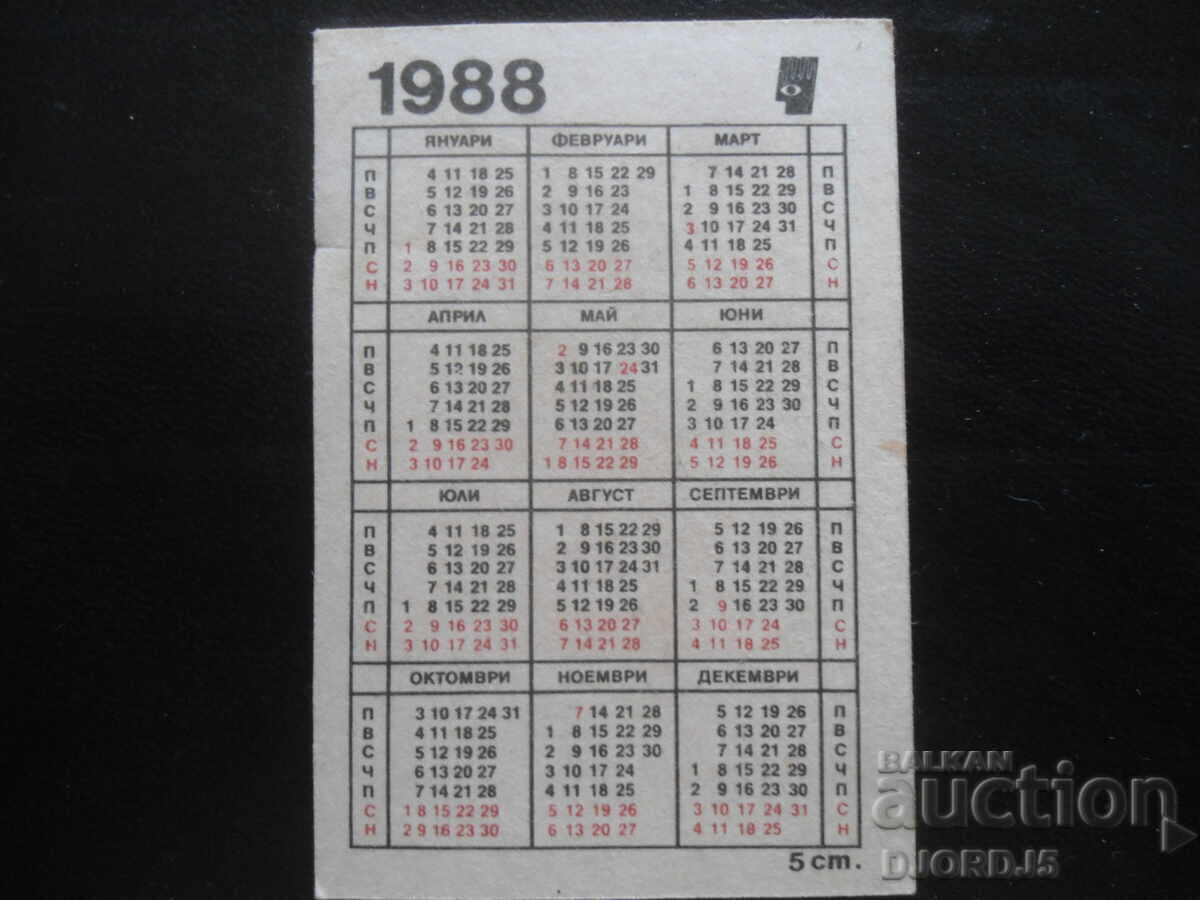 1988
ЯНУАРИ ФЕВРУАРИ МАРТ
П 4 11 18 25 1 8 15 22 29 7 14 21 28 П
В 5 12 19 26 2 9 16 23 1 8 15 22 29 В
С 6 13 20 27 3 10 17 24 2 9 16 23 30 С
Ч 7 14 21 28 4 11 18 25 3 10 17 24 31 Ч
П 1 8 15 22 29 5 12 19 26 4 11 18 25 П
С 2 9 16 23 30 6 13 20 27 5 12 19 26 С
Н 3 10 17 24 31 7 14 21 28 6 13 20 27 Н
АПРИЛ МАЙ ЮНИ
П 4 11 18 25 2 9 16 23 30 6 13 20 27 П
В 5 12 19 26 3 10 17 24 31 7 14 21 28 В
С 6 13 20 27 4 11 18 25 1 8 15 22 29 С
Ч 7 14 21 28 5 12 19 26 2 9 16 23 30 Ч
П 1 8 15 22 29 6 13 20 27 3 10 17 24 П
С 2 9 16 23 30 7 14 21 28 4 11 18 25 С
Н 3 10 17 24 1 8 15 22 29 5 12 19 26 Н
ЮЛИ АВГУСТ СЕПТЕМВРИ
П 4 11 18 25 1 8 15 22 29 5 12 19 26 П
В 5 12 19 26 2 9 16 23 30 6 13 20 27 В
С 6 13 20 27 3 10 17 24 31 7 14 21 28 С
Ч 7 14 21 28 4 11 18 25 1 8 15 22 29 Ч
П 1 8 15 22 29 5 12 19 26 2 9 16 23 30 П
С 2 9 16 23 30 6 13 20 27 3 10 17 24 С
Н 3 10 17 24 31 7 14 21 28 4 11 18 25 Н
ОКТОМВРИ НОЕМВРИ ДЕКЕМВРИ
П 3 10 17 24 31 7 14 21 28 5 12 19 26 П
В 4 11 18 25 1 8 15 22 29 6 13 20 27 В
С 5 12 19 26 2 9 16 23 30 7 14 21 28 С
Ч 6 13 20 27 3 10 17 24 1 8 15 22 29 Ч
П 7 14 21 28 4 11 18 25 2 9 16 23 30 П
С 1 8 15 22 29 5 12 19 26 3 10 17 24 31 С
Н 2 9 16 23 30 6 13 20 27 4 11 18 25 Н
5 ст.
BALKAN
auction
DJORDJ5